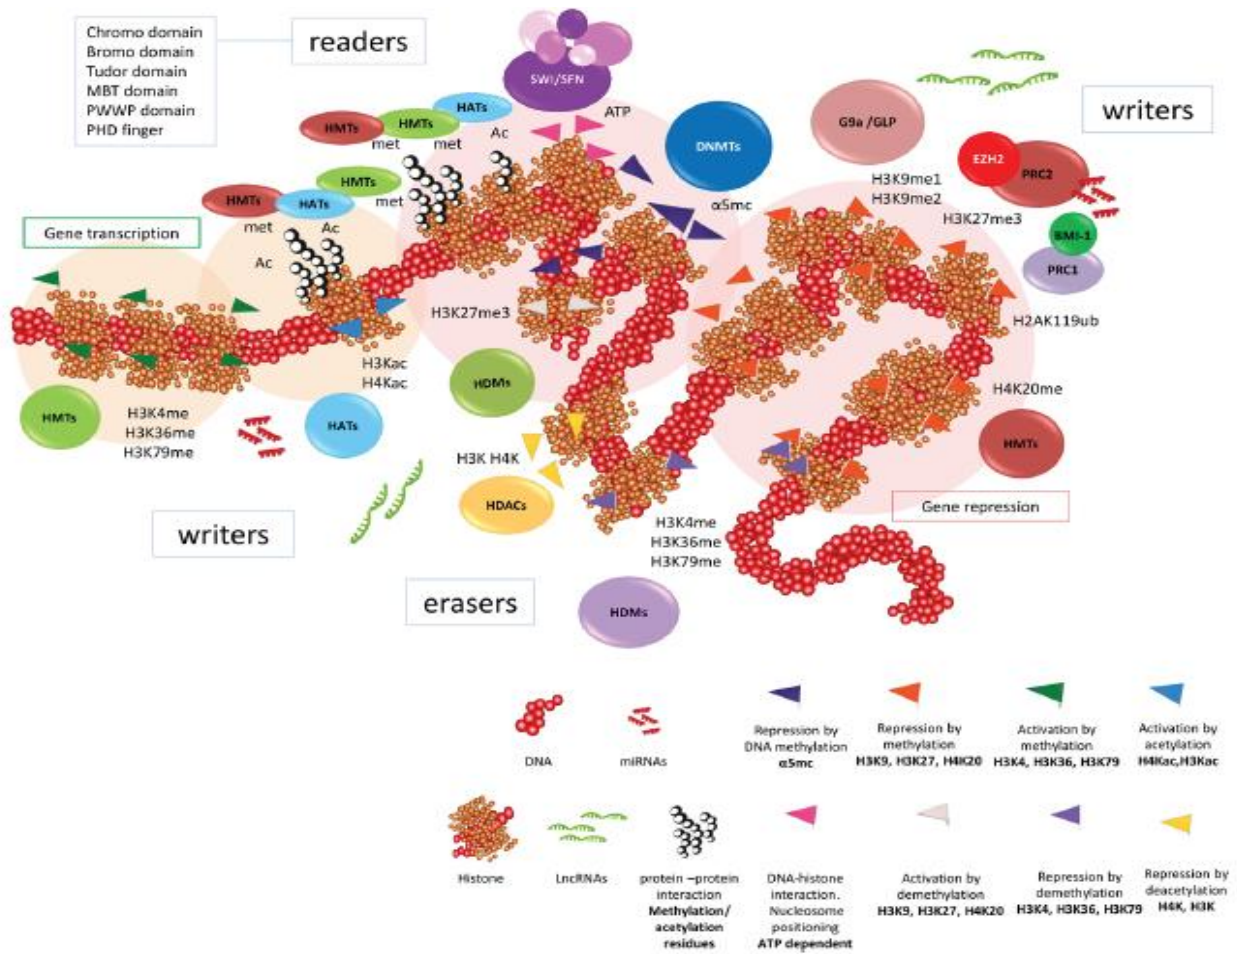 Chromo domain
Bromo domain
Tudor domain
MBT domain
PWWP domain
PHD finger
readers
SWI/SFN
ATP
HATs
HMTs
HMTs
met
met
Ac
DNMTs
α5mc
G9a /GLP
writers
EZH2
PRC2
H3K9me1
H3K9me2
H3K27me3
BMI-1
PRC1
H2AK119ub
HMTs
met
HMTs
HATs
met
Ac
Ac
Gene transcription
H3K27me3
H3Kac
H4Kac
HDMs
H4K20me
HMTs
HMTs
H3K4me
H3K36me
H3K79me
HATs
H3K H4K
HDACs
Gene repression
writers
H3K4me
H3K36me
H3K79me
erasers
HDMs
DNA
miRNAs
Repression by
DNA methylation
α5mc
Repression by
methylation
H3K9, H3K27, H4K20
Activation by
methylation
H3K4, H3K36, H3K79
Activation by
acetylation
H4Kac,H3Kac
Histone
LncRNAs
protein –protein
interaction
Methylation/
acetylation
residues
DNA-histone
interaction.
Nucleosome
positioning
ATP dependent
Activation by
demethylation
H3K9, H3K27, H4K20
Repression by
demethylation
H3K4, H3K36, H3K79
Repression by
deacetylation
H4K, H3K